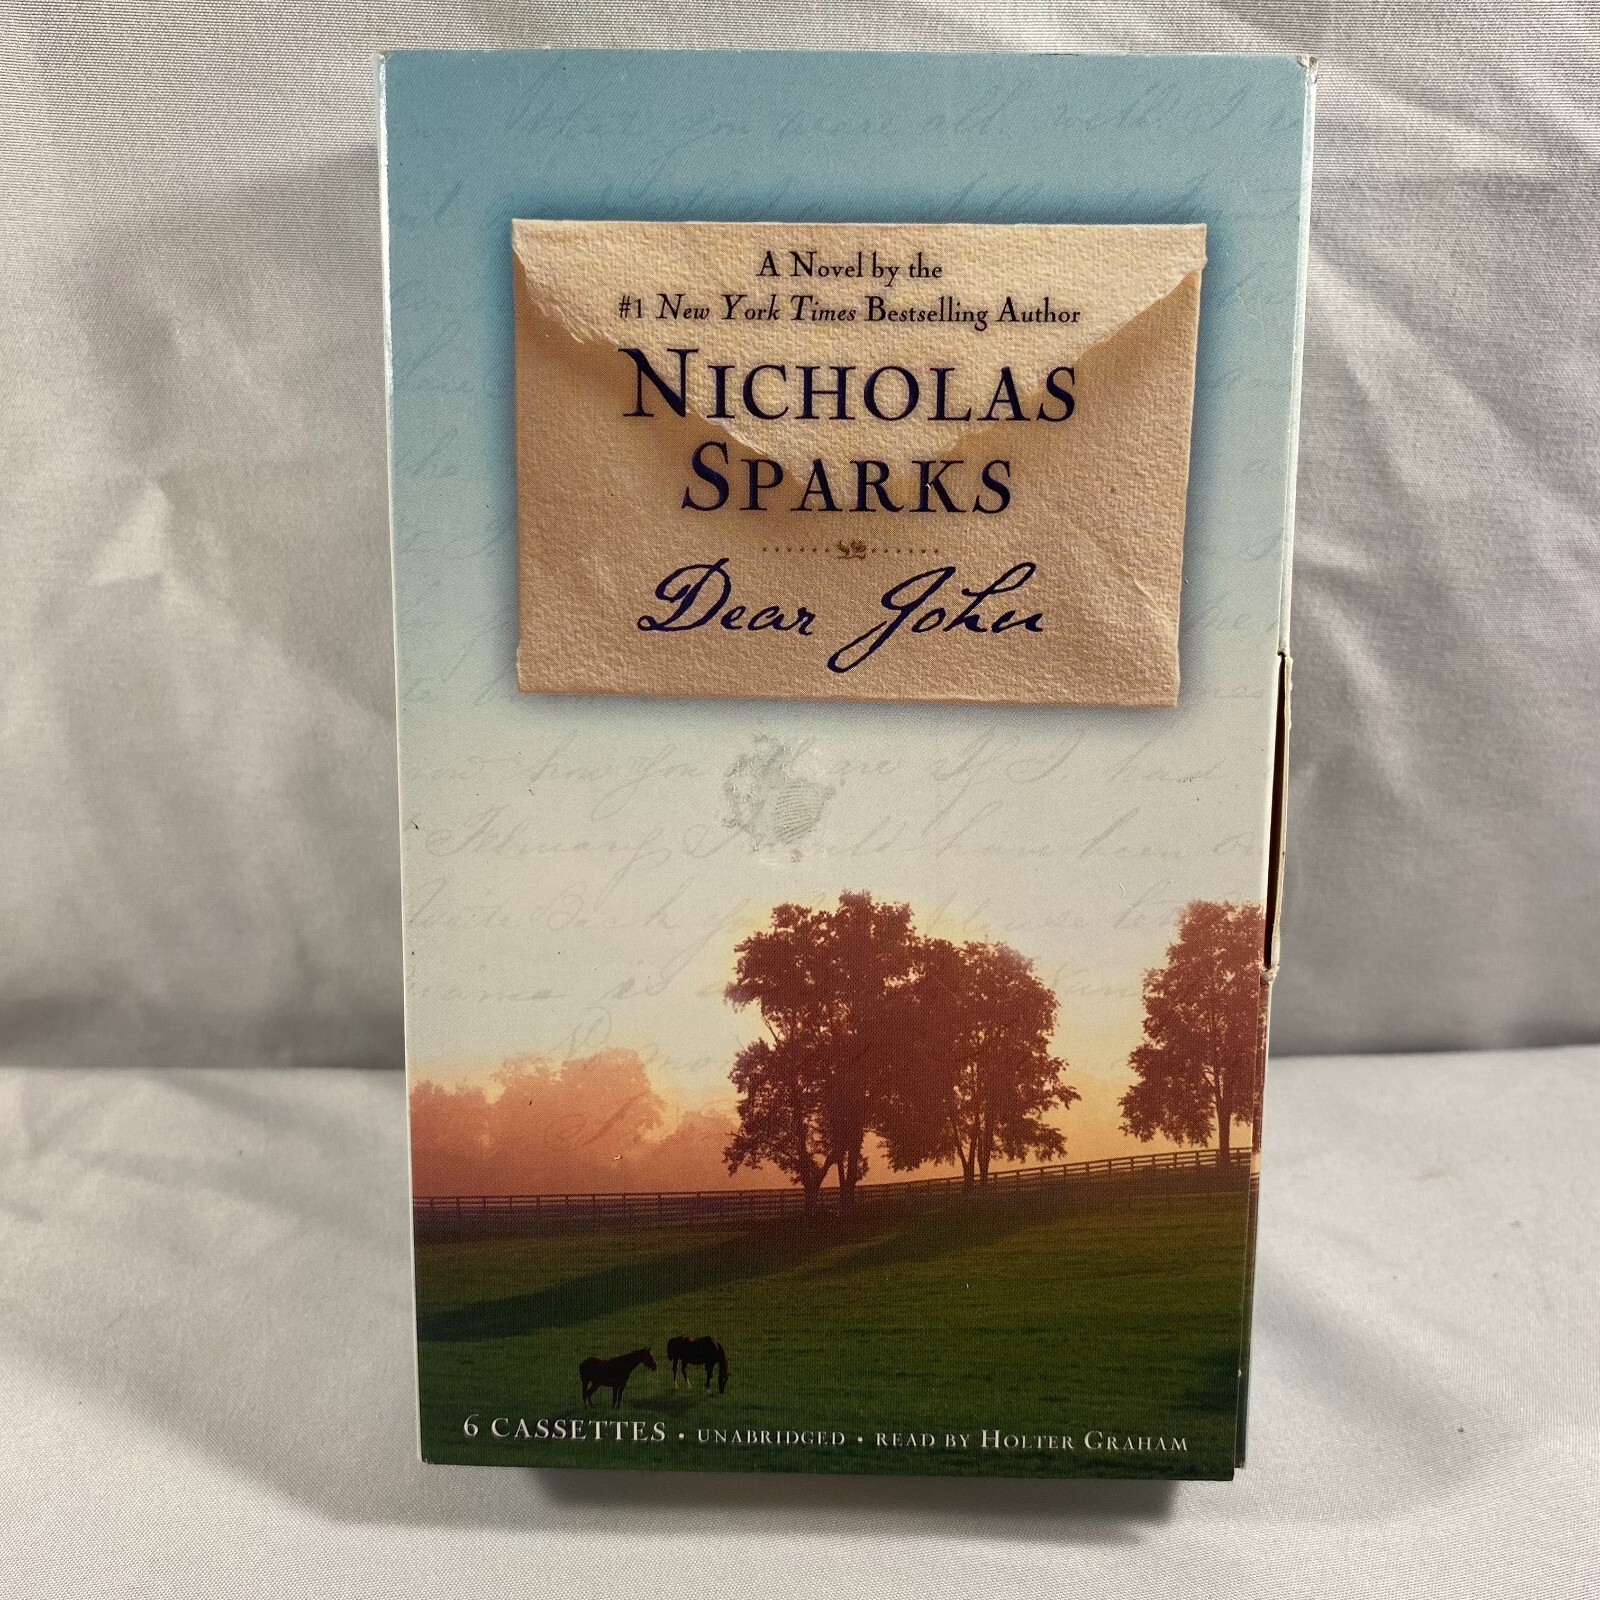 A Novel by the
#1 New York Times Bestselling Author
NICHOLAS
SPARKS
Dear John
6 CASSETTES • UNABRIDGED • READ BY HOLTER GRAHAM